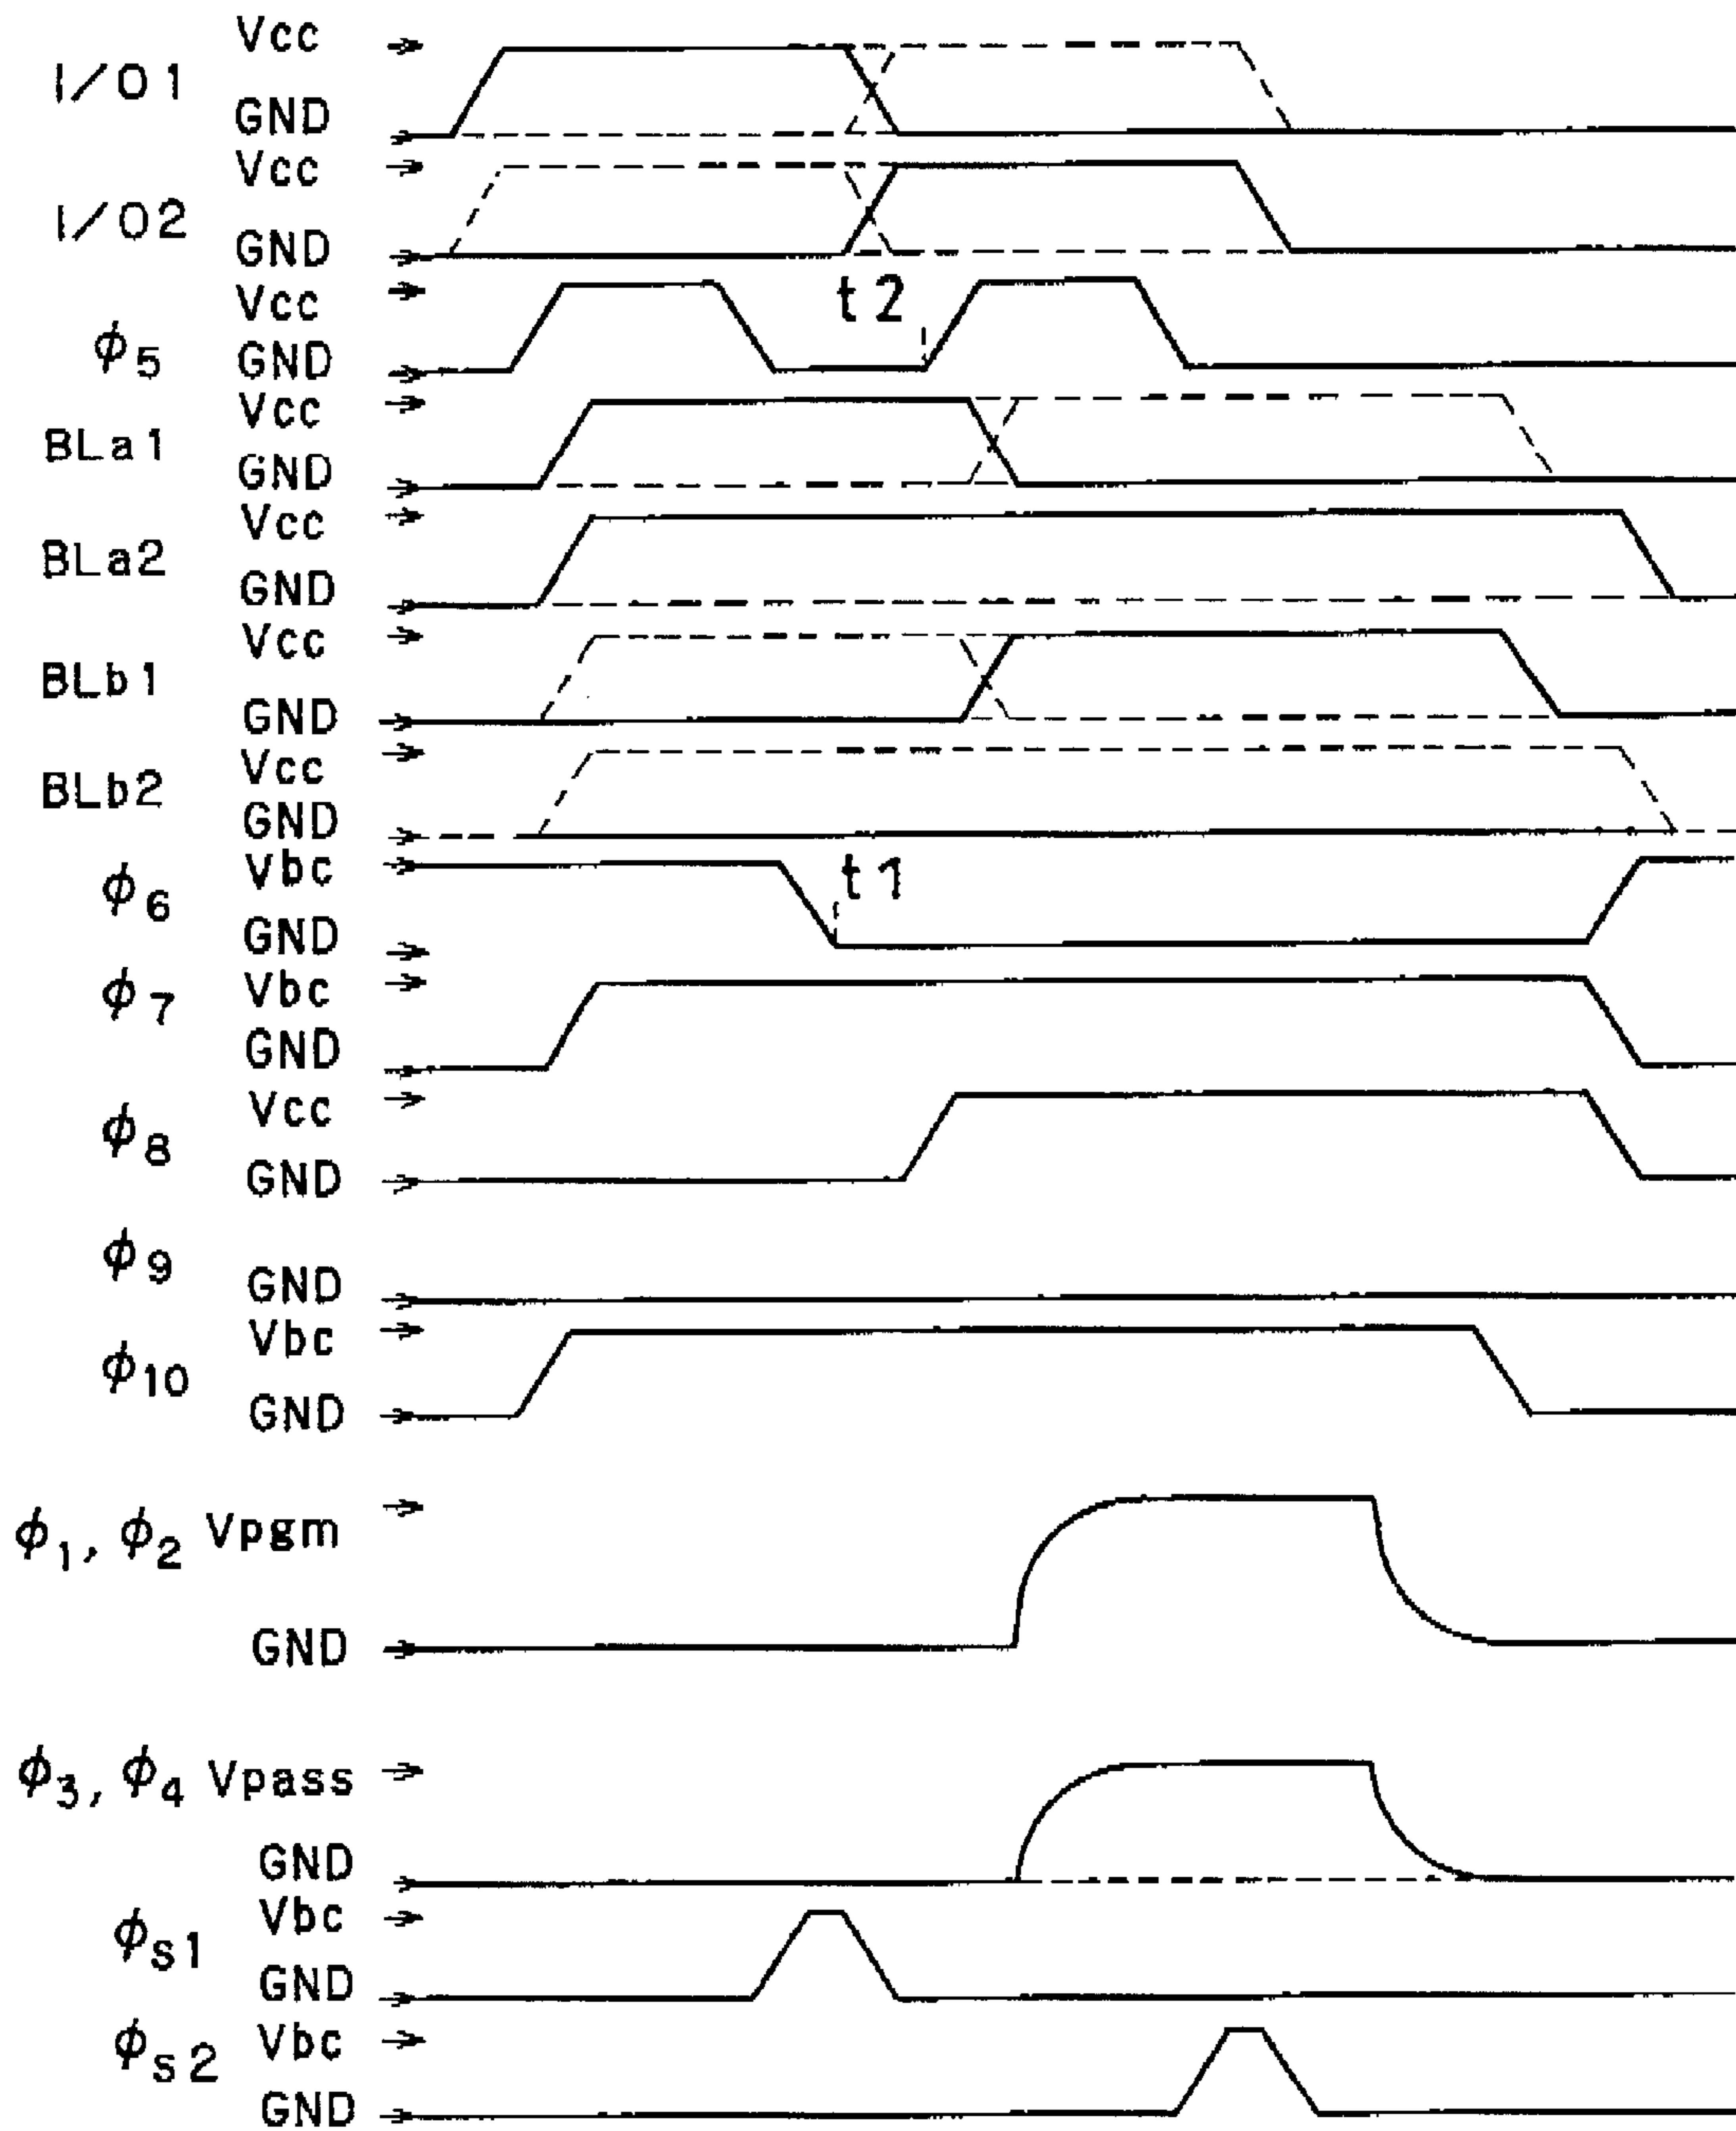 I/O1 Vcc
GND
I/O2 Vcc
GND
ϕ5 Vcc t2
GND
BLa1 Vcc
GND
BLa2 Vcc
GND
BLb1 Vcc
GND
BLb2 Vcc
GND
ϕ6 Vbc t1
GND
ϕ7 Vbc
GND
ϕ8 Vcc
GND
ϕ9
GND
ϕ10 Vbc
GND
ϕ1, ϕ2 Vpgm
GND
ϕ3, ϕ4 Vpass
GND
ϕS1 Vbc
GND
ϕS2 Vbc
GND